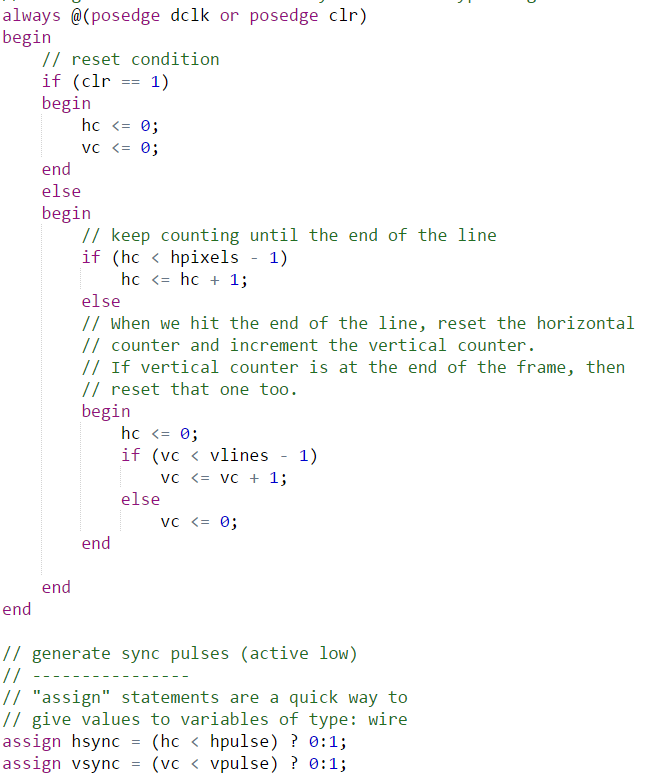 always @(posedge dclk or posedge clr)
begin
    // reset condition
    if (clr == 1)
    begin
        hc <= 0;
        vc <= 0;
    end
    else
    begin
        // keep counting until the end of the line
        if (hc < hpixels - 1)
            hc <= hc + 1;
        else
        // When we hit the end of the line, reset the horizontal
        // counter and increment the vertical counter.
        // If vertical counter is at the end of the frame, then
        // reset that one too.
        begin
            hc <= 0;
            if (vc < vlines - 1)
                vc <= vc + 1;
            else
                vc <= 0;
        end
    end
end
// generate sync pulses (active low)
// ----------------
// "assign" statements are a quick way to
// give values to variables of type: wire
assign hsync = (hc < hpulse) ? 0:1;
assign vsync = (vc < vpulse) ? 0:1;